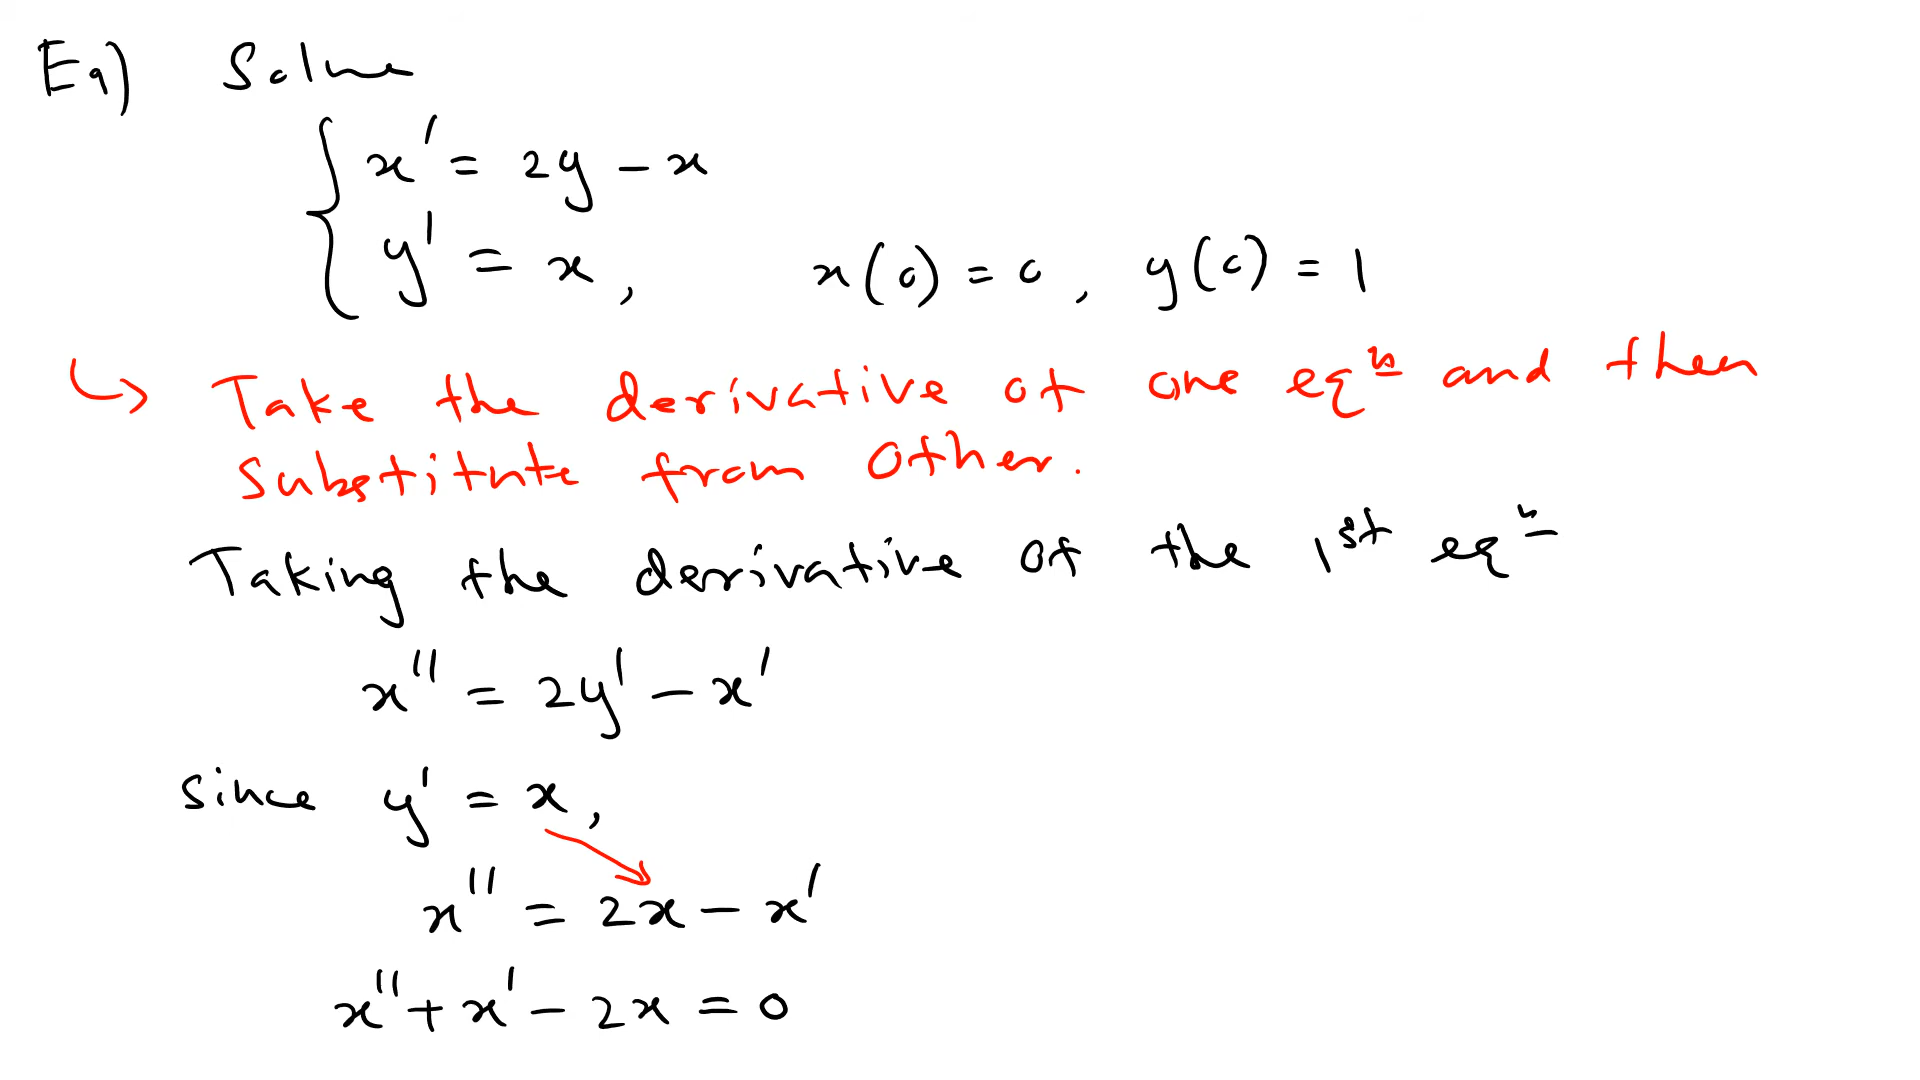 Eg) Solve
x' = 2y - x
y' = x, x(0) = 0, y(0) = 1
↳ Take the derivative of one eqⁿ and then
substitute from other.
Taking the derivative of the 1st eqⁿ
x'' = 2y' - x'
since y' = x,
x'' = 2x - x'
x'' + x' - 2x = 0